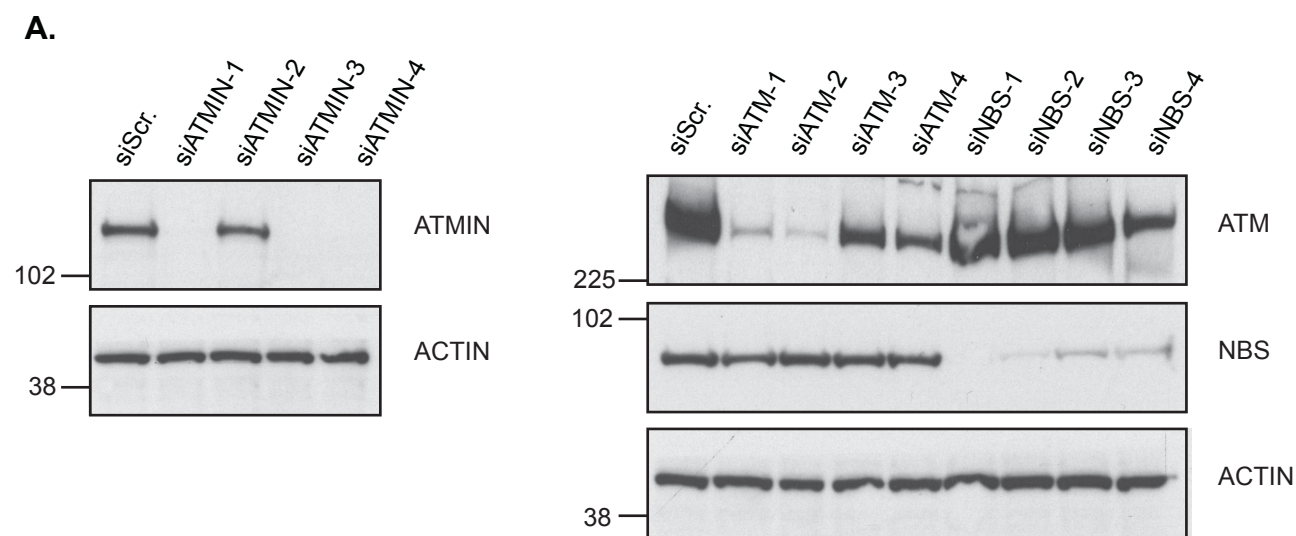 A.
siScr.
siATMIN-1
siATMIN-2
siATMIN-3
siATMIN-4
ATMIN
102
ACTIN
38
siScr.
siATM-1
siATM-2
siATM-3
siATM-4
siNBS-1
siNBS-2
siNBS-3
siNBS-4
ATM
225
102
NBS
ACTIN
38